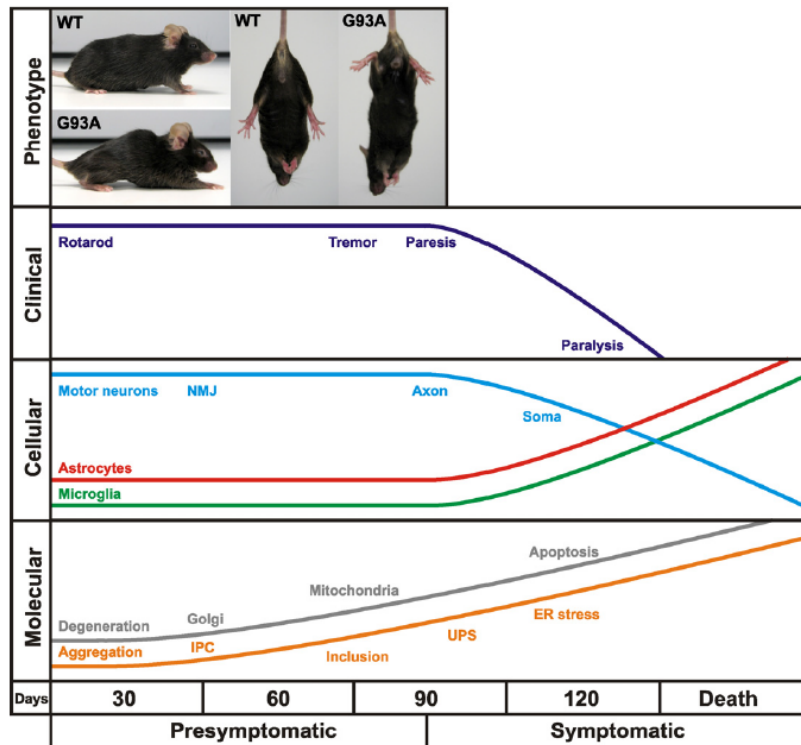 Phenotype
WT
G93A
WT
G93A
Clinical
Rotarod
Tremor
Paresis
Paralysis
Cellular
Motor neurons
NMJ
Axon
Soma
Astrocytes
Microglia
Molecular
Apoptosis
Mitochondria
Golgi
Degeneration
ER stress
UPS
IPC
Aggregation
Inclusion
Days 30 60 90 120 Death
Presymptomatic Symptomatic